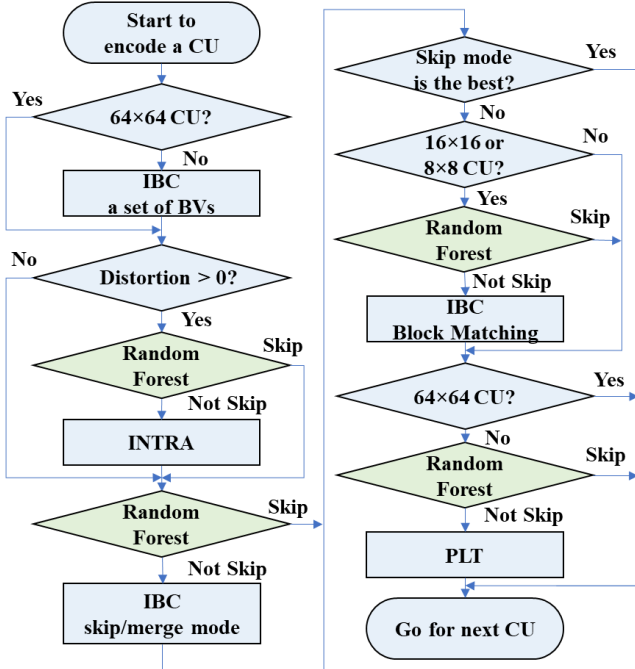 Start to
encode a CU
Yes
64×64 CU?
No
IBC
a set of BVs
No
Distortion > 0?
Yes
Random
Forest
Skip
Not Skip
INTRA
Random
Forest
Skip
Not Skip
IBC
skip/merge mode
Skip mode
is the best?
Yes
No
16×16 or
8×8 CU?
No
Yes
Random
Forest
Skip
Not Skip
IBC
Block Matching
64×64 CU?
Yes
No
Random
Forest
Skip
Not Skip
PLT
Go for next CU